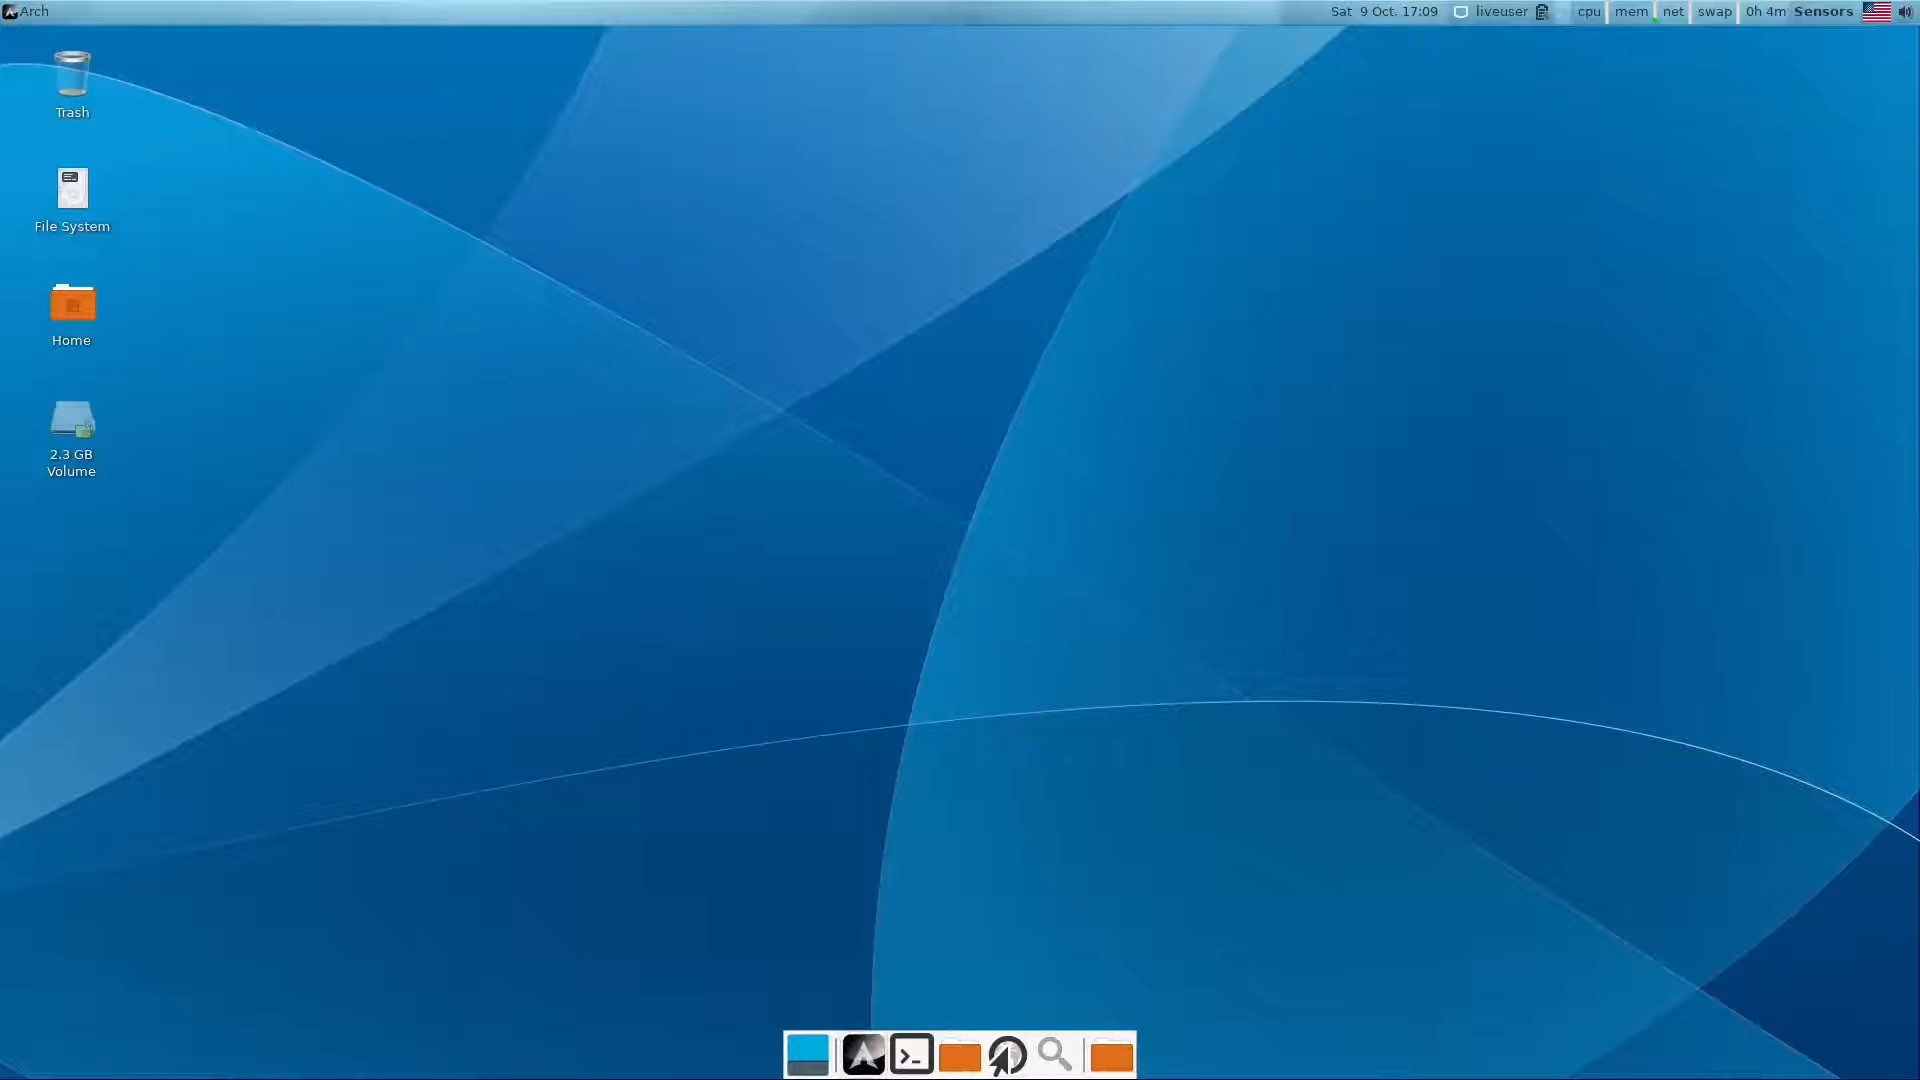 Arch
Sat 9 Oct. 17:09
liveuser
cpu
mem
net
swap
0h 4m
Sensors
Trash
File System
Home
2.3 GB
Volume